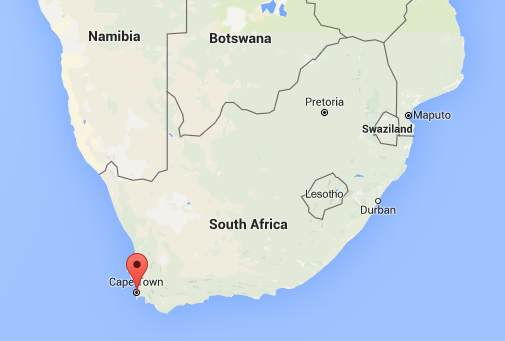 Namibia
Botswana
Pretoria
Maputo
Swaziland
Lesotho
Durban
South Africa
Cape Town